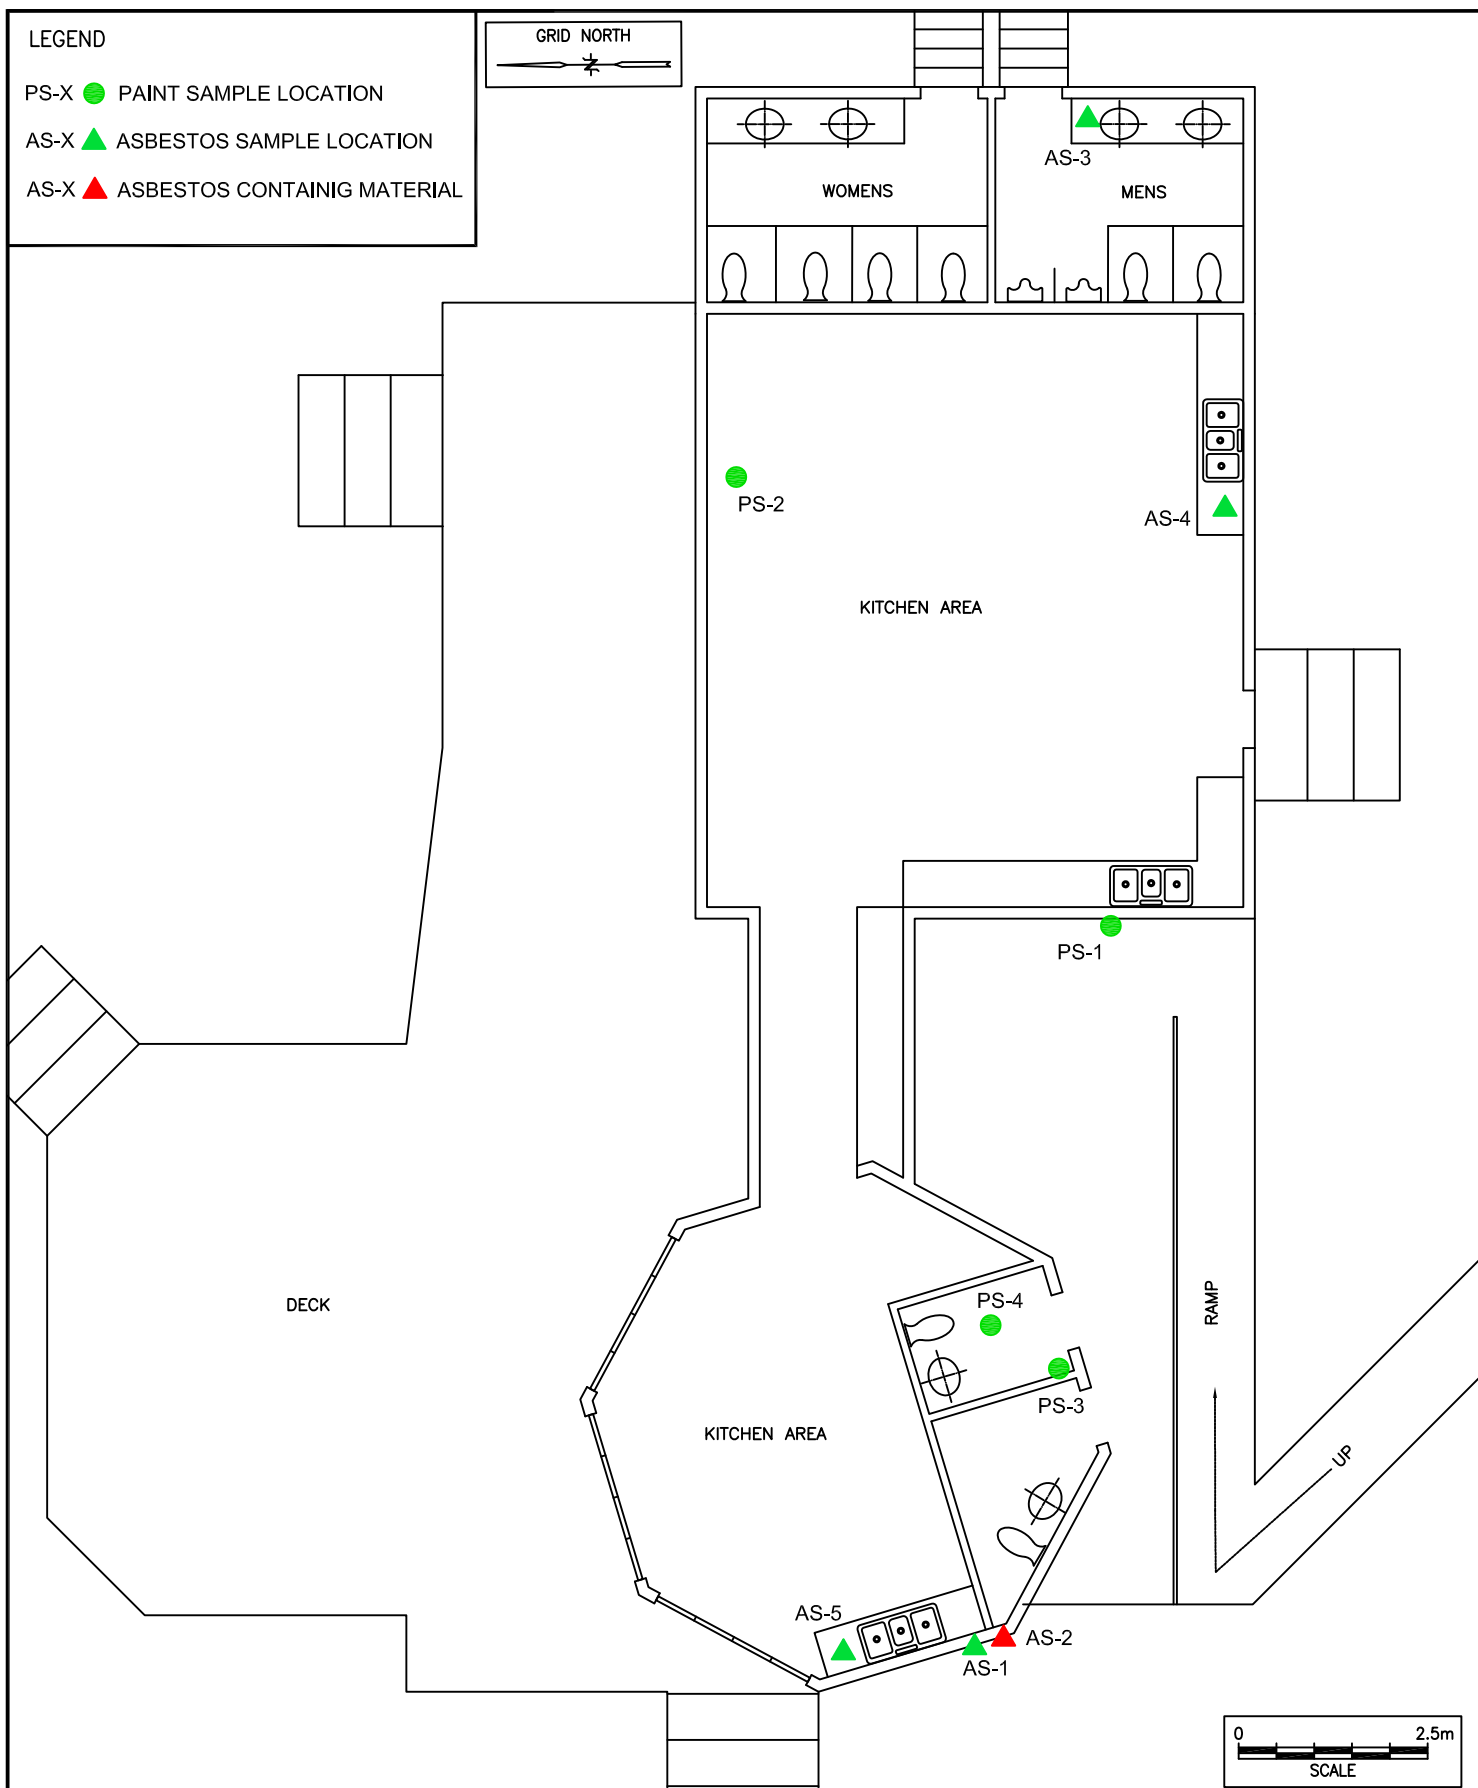 LEGEND
PS-X PAINT SAMPLE LOCATION
AS-X ASBESTOS SAMPLE LOCATION
AS-X ASBESTOS CONTAINIG MATERIAL
GRID NORTH
N
AS-3
WOMENS
MENS
PS-2
AS-4
KITCHEN AREA
PS-1
RAMP
PS-4
DECK
PS-3
KITCHEN AREA
UP
AS-5
AS-2
AS-1
0 2.5m
SCALE